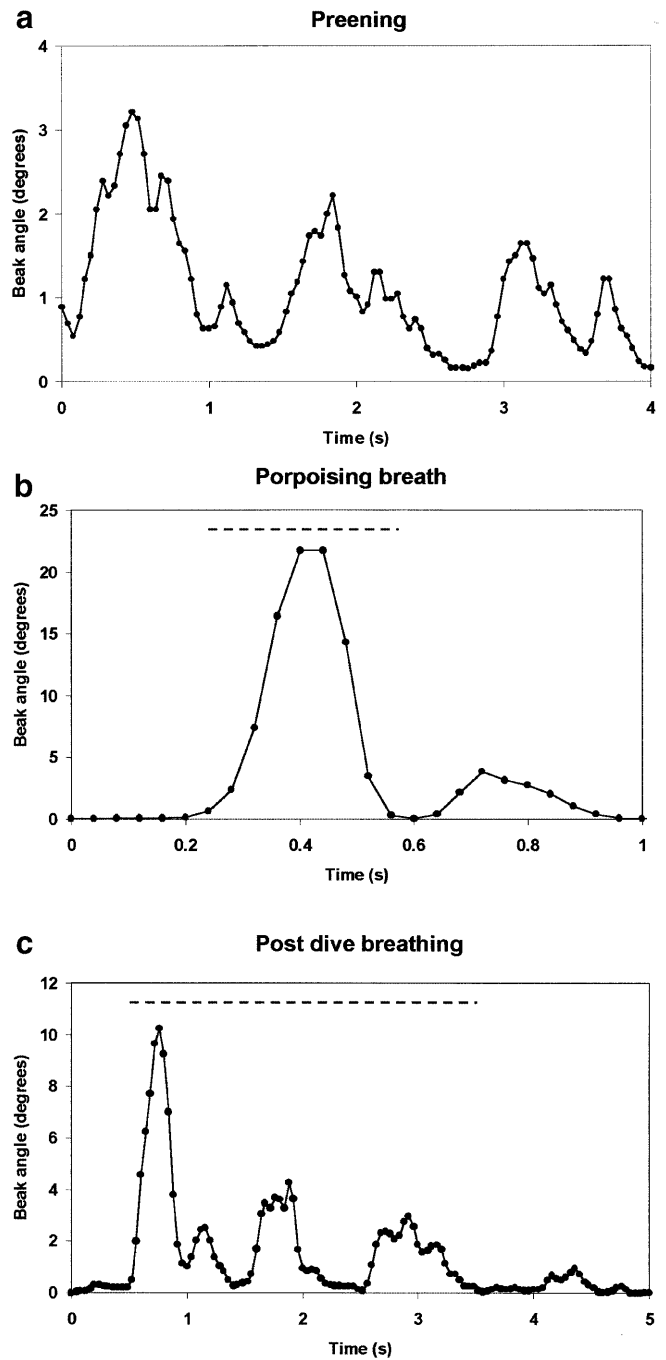 a
Preening
4
3
2
1
0
Beak angle (degrees)
0 1 2 3 4
Time (s)
b
Porpoising breath
25
20
15
10
5
0
Beak angle (degrees)
0 0.2 0.4 0.6 0.8 1
Time (s)
c
Post dive breathing
12
10
8
6
4
2
0
Beak angle (degrees)
0 1 2 3 4 5
Time (s)